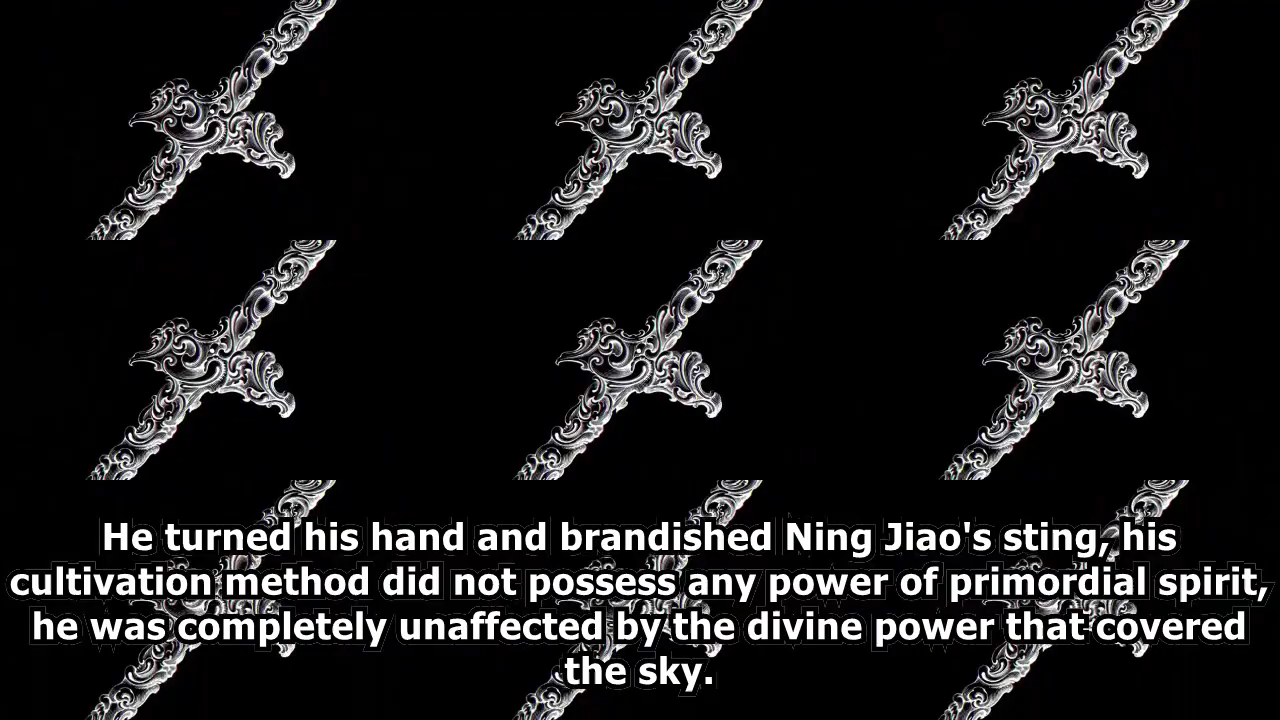 He turned his hand and brandished Ning Jiao's sting, his
cultivation method did not possess any power of primordial spirit,
he was completely unaffected by the divine power that covered
the sky.